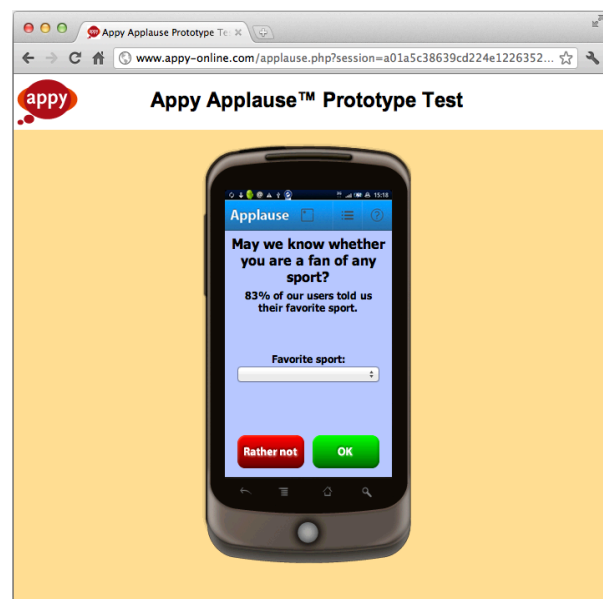 Appy Applause Prototype Te
www.appy-online.com/applause.php?session=a01a5c38639cd224e1226352...
appy
Appy Applause™ Prototype Test
15:18
Applause
May we know whether
you are a fan of any
sport?
83% of our users told us
their favorite sport.
Favorite sport:
Rather not
OK